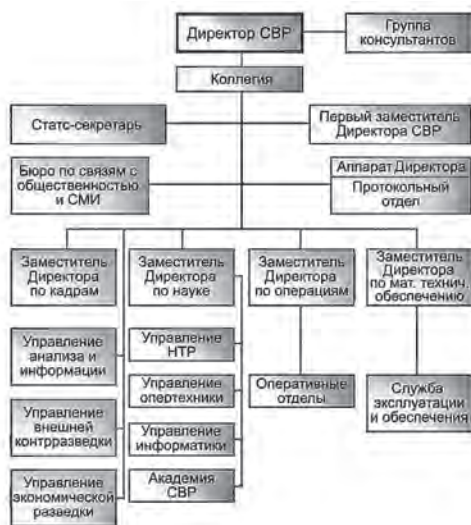 Директор СВР
Группа
консультантов
Коллегия
Статс-секретарь
Первый заместитель
Директора СВР
Бюро по связям с
общественностью
и СМИ
Аппарат Директора
Протокольный
отдел
Заместитель
Директора
по кадрам
Заместитель
Директора
по науке
Заместитель
Директора
по операциям
Заместитель
Директора
по мат. технич.
обеспечению
Управление
анализа и
информации
Управление
НТР
Управление
опертехники
Оперативные
отделы
Служба
эксплуатации
и обеспечения
Управление
внешней
контрразведки
Управление
информатики
Управление
экономической
разведки
Академия
СВР